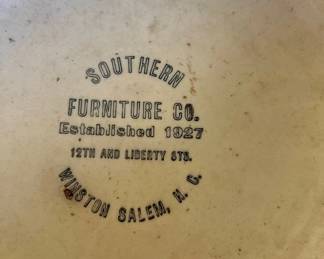 SOUTHERN
FURNITURE CO.
Established 1927
12TH AND LIBERTY STS.
WINSTON SALEM, N. C.